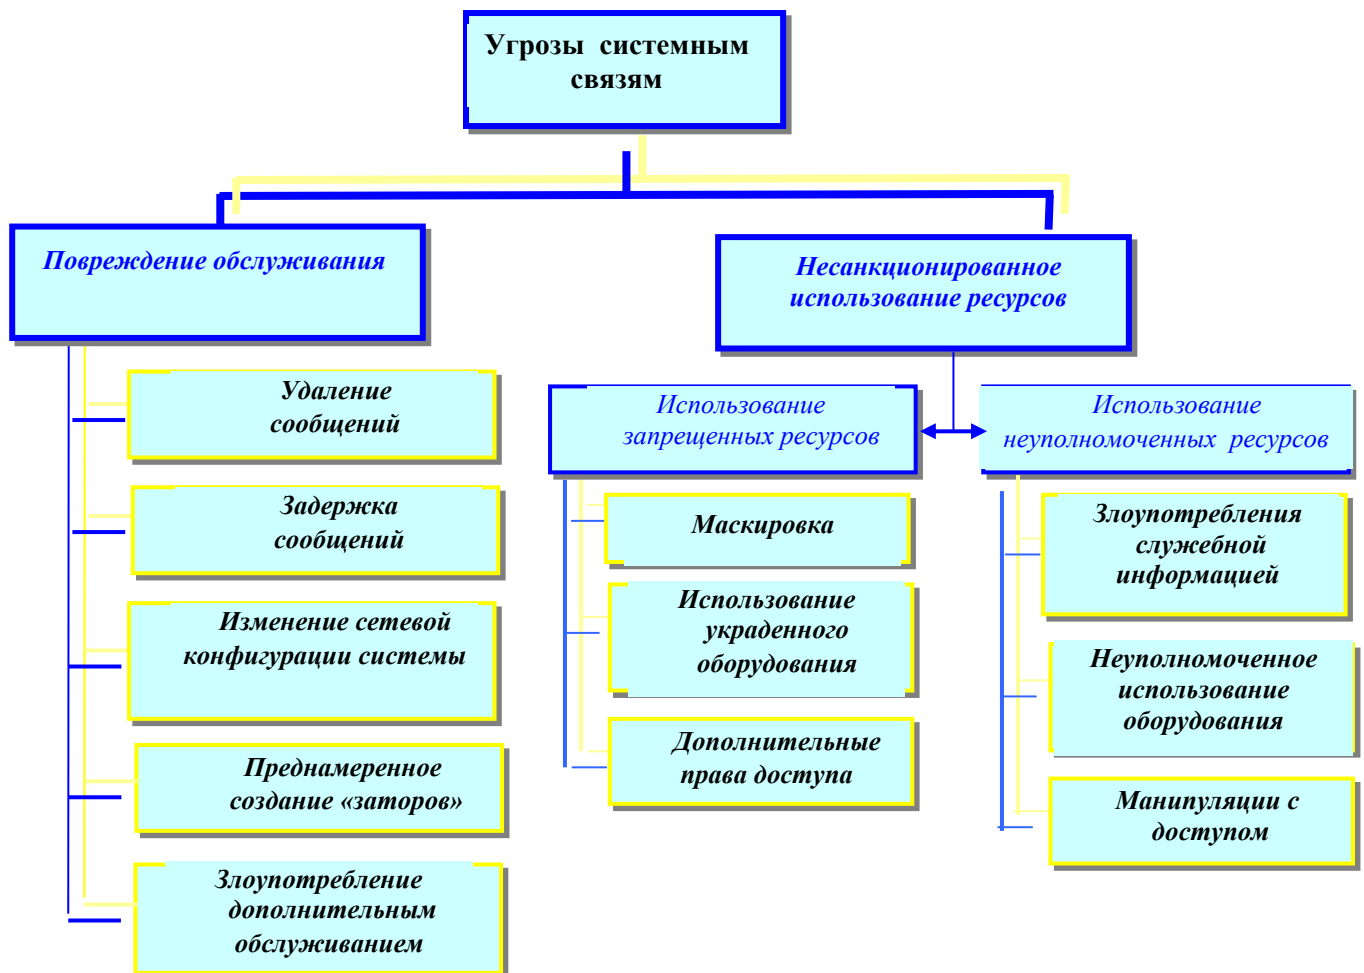 Угрозы системным
связям
Повреждение обслуживания
Несанкционированное
использование ресурсов
Удаление
сообщений
Задержка
сообщений
Изменение сетевой
конфигурации системы
Преднамеренное
создание «заторов»
Злоупотребление
дополнительным
обслуживанием
Использование
запрещенных ресурсов
Маскировка
Использование
украденного
оборудования
Дополнительные
права доступа
Использование
неуполномоченных ресурсов
Злоупотребления
служебной
информацией
Неуполномоченное
использование
оборудования
Манипуляции с
доступом